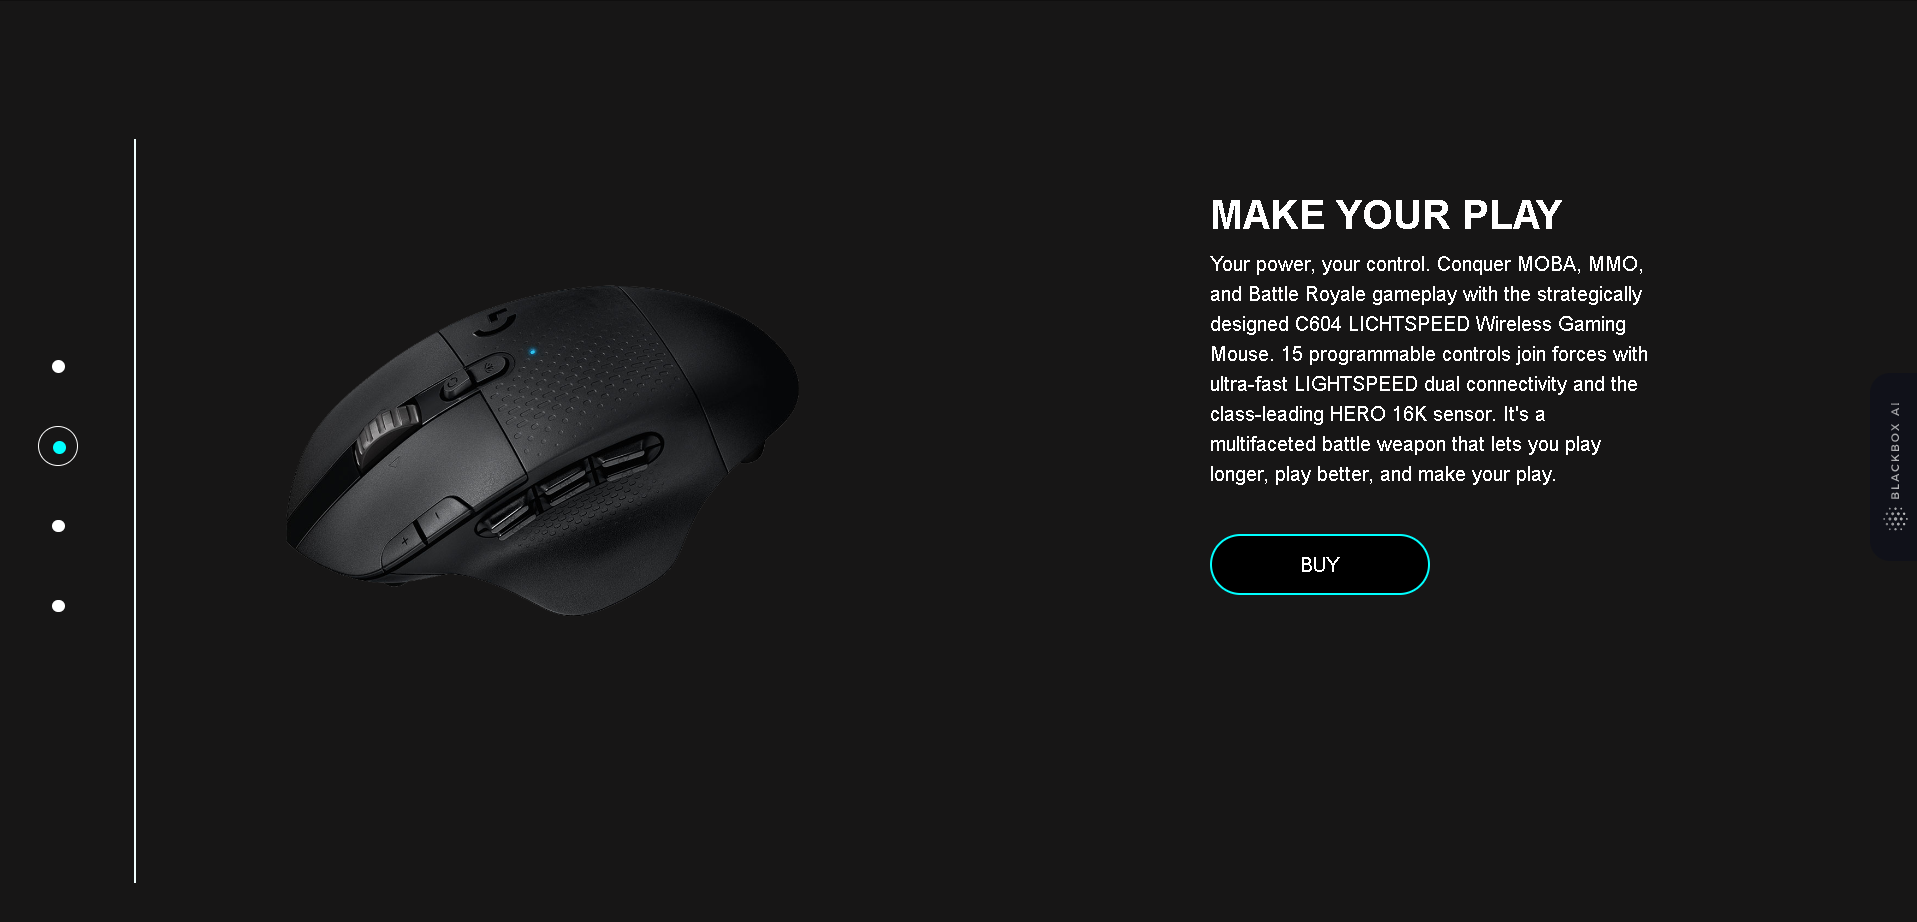 MAKE YOUR PLAY
Your power, your control. Conquer MOBA, MMO,
and Battle Royale gameplay with the strategically
designed C604 LICHTSPEED Wireless Gaming
Mouse. 15 programmable controls join forces with
ultra-fast LIGHTSPEED dual connectivity and the
class-leading HERO 16K sensor. It's a
multifaceted battle weapon that lets you play
longer, play better, and make your play.
BUY
BLACKBOX AI